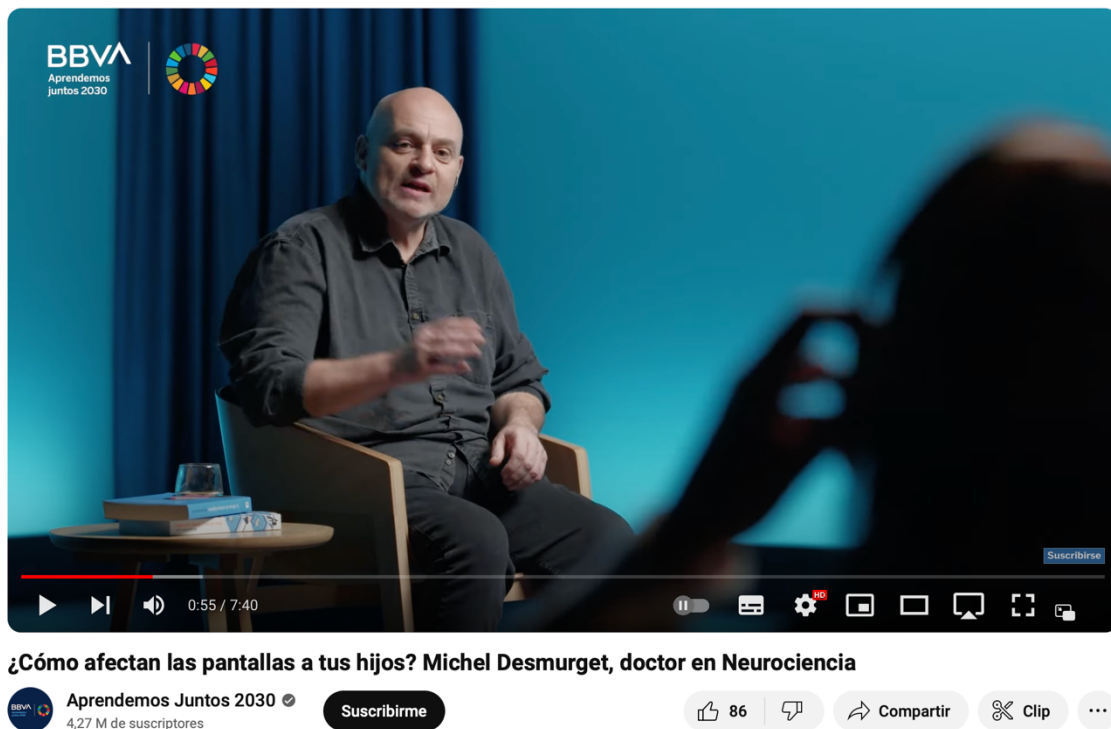 BBVA
Aprendemos
juntos 2030
Suscribirse
0:55 / 7:40
HD
¿Cómo afectan las pantallas a tus hijos? Michel Desmurget, doctor en Neurociencia
BBVA
Aprendemos Juntos 2030
4,27 M de suscriptores
Suscribirme
86
Compartir
Clip